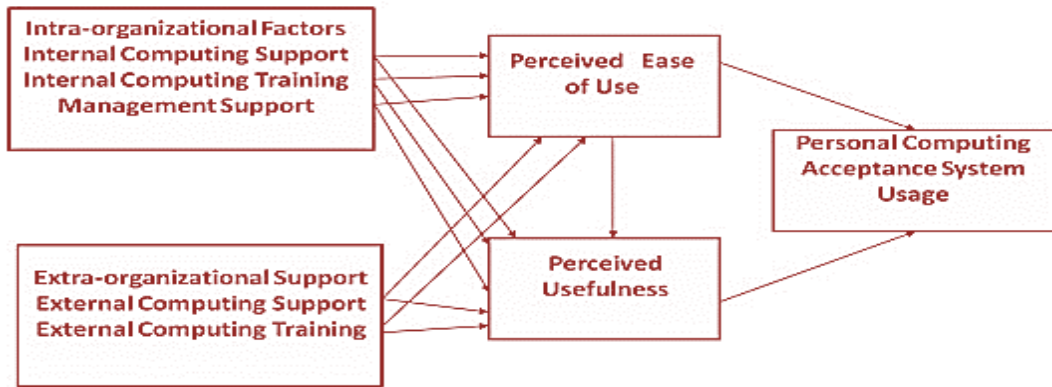 Intra-organizational Factors
Internal Computing Support
Internal Computing Training
Management Support
Perceived Ease
of Use
Personal Computing
Acceptance System
Usage
Extra-organizational Support
External Computing Support
External Computing Training
Perceived
Usefulness